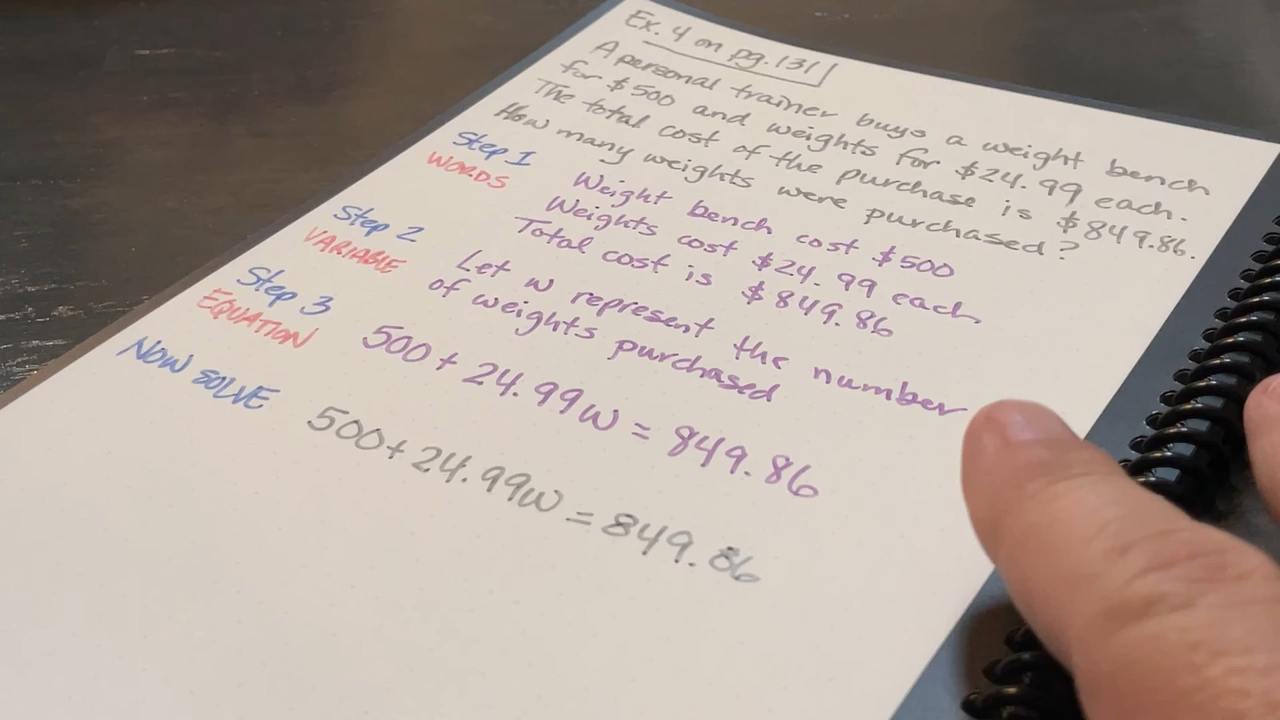 Ex. 4 on pg. 131
A personal trainer buys a weight bench
for $500 and weights for $24.99 each.
The total cost of the purchase is $849.86.
How many weights were purchased?
Step 1
WORDS
Weight bench cost $500
Weights cost $24.99 each.
Total cost is $849.86
Step 2
VARIABLE
Let w represent the number
of weights purchased
Step 3
EQUATION
500 + 24.99w = 849.86
NOW SOLVE
500 + 24.99w = 849.86